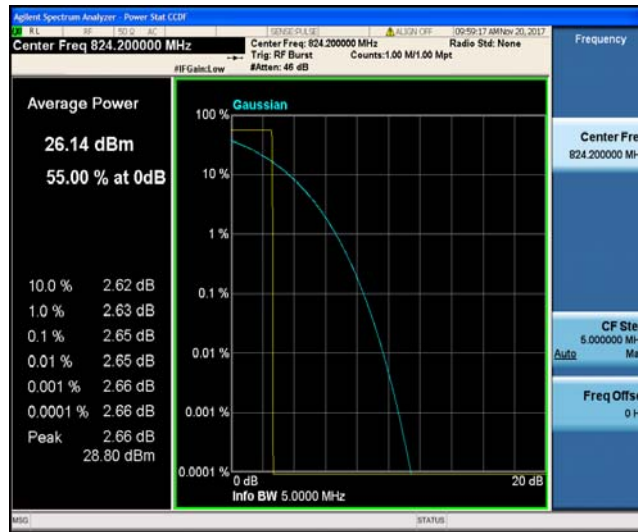 Agilent Spectrum Analyzer - Power Stat CCDF
RL RF 50 Ω AC SENSE:PULSE ALIGN OFF 09:59:17 AM Nov 20, 2017
Center Freq 824.200000 MHz
Center Freq: 824.200000 MHz Radio Std: None
Trig: RF Burst Counts:1.00 M/1.00 Mpt
#IFGain:Low #Atten: 46 dB
Frequency
Average Power
26.14 dBm
55.00 % at 0dB
10.0 % 2.62 dB
1.0 % 2.63 dB
0.1 % 2.65 dB
0.01 % 2.65 dB
0.001 % 2.66 dB
0.0001 % 2.66 dB
Peak 2.66 dB
28.80 dBm
Gaussian
100 %
10 %
1 %
0.1 %
0.01 %
0.001 %
0.0001 %
0 dB 20 dB
Info BW 5.0000 MHz
Center Fre
824.200000 MH
CF Ste
5.000000 MH
Auto Ma
Freq Offs
0 H
MSG STATUS